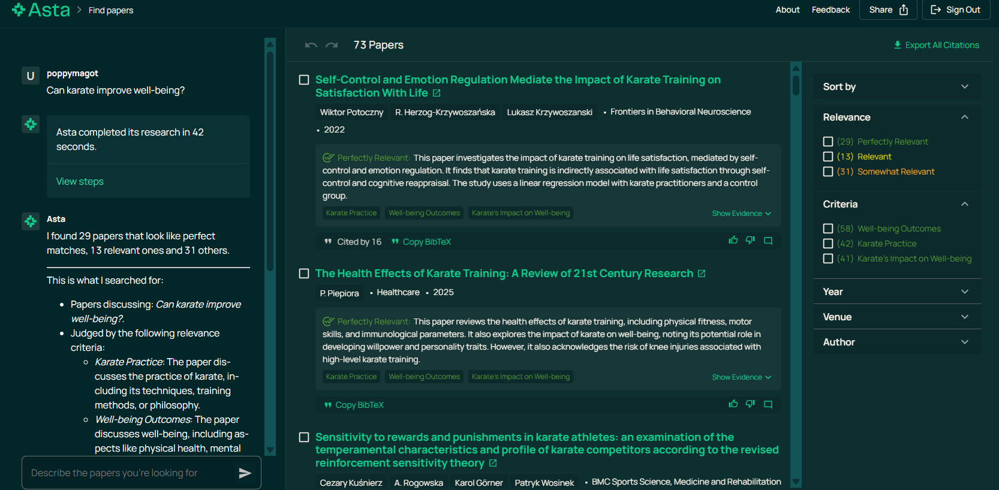 Asta
Find papers
About
Feedback
Share
Sign Out
U
poppymagot
Can karate improve well-being?
Asta completed its research in 42
seconds.
View steps
Asta
I found 29 papers that look like perfect
matches, 13 relevant ones and 31 others.
This is what I searched for:
• Papers discussing: Can karate improve
well-being?.
• Judged by the following relevance
criteria:
◦ Karate Practice: The paper dis-
cusses the practice of karate, in-
cluding its techniques, training
methods, or philosophy.
◦ Well-being Outcomes: The paper
discusses well-being, including as-
pects like physical health, mental
Describe the papers you're looking for
73 Papers
Export All Citations
Self-Control and Emotion Regulation Mediate the Impact of Karate Training on
Satisfaction With Life
Wiktor Potoczny R. Herzog-Krzywoszańska Lukasz Krzywoszanski • Frontiers in Behavioral Neuroscience
• 2022
Perfectly Relevant: This paper investigates the impact of karate training on life satisfaction, mediated by self-
control and emotion regulation. It finds that karate training is indirectly associated with life satisfaction through self-
control and cognitive reappraisal. The study uses a linear regression model with karate practitioners and a control
group.
Karate Practice Well-being Outcomes Karate's Impact on Well-being Show Evidence
Cited by 16 Copy BibTeX
The Health Effects of Karate Training: A Review of 21st Century Research
P. Piepiora • Healthcare • 2025
Perfectly Relevant: This paper reviews the health effects of karate training, including physical fitness, motor
skills, and immunological parameters. It also explores the impact of karate on well-being, noting its potential role in
developing willpower and personality traits. However, it also acknowledges the risk of knee injuries associated with
high-level karate training.
Karate Practice Well-being Outcomes Karate's Impact on Well-being Show Evidence
Copy BibTeX
Sensitivity to rewards and punishments in karate athletes: an examination of the
temperamental characteristics and profile of karate competitors according to the revised
reinforcement sensitivity theory
Cezary Kuśnierz A. Rogowska Karol Görner Patryk Wosinek • BMC Sports Science, Medicine and Rehabilitation
Sort by
Relevance
(29) Perfectly Relevant
(13) Relevant
(31) Somewhat Relevant
Criteria
(58) Well-being Outcomes
(42) Karate Practice
(41) Karate's Impact on Well-being
Year
Venue
Author